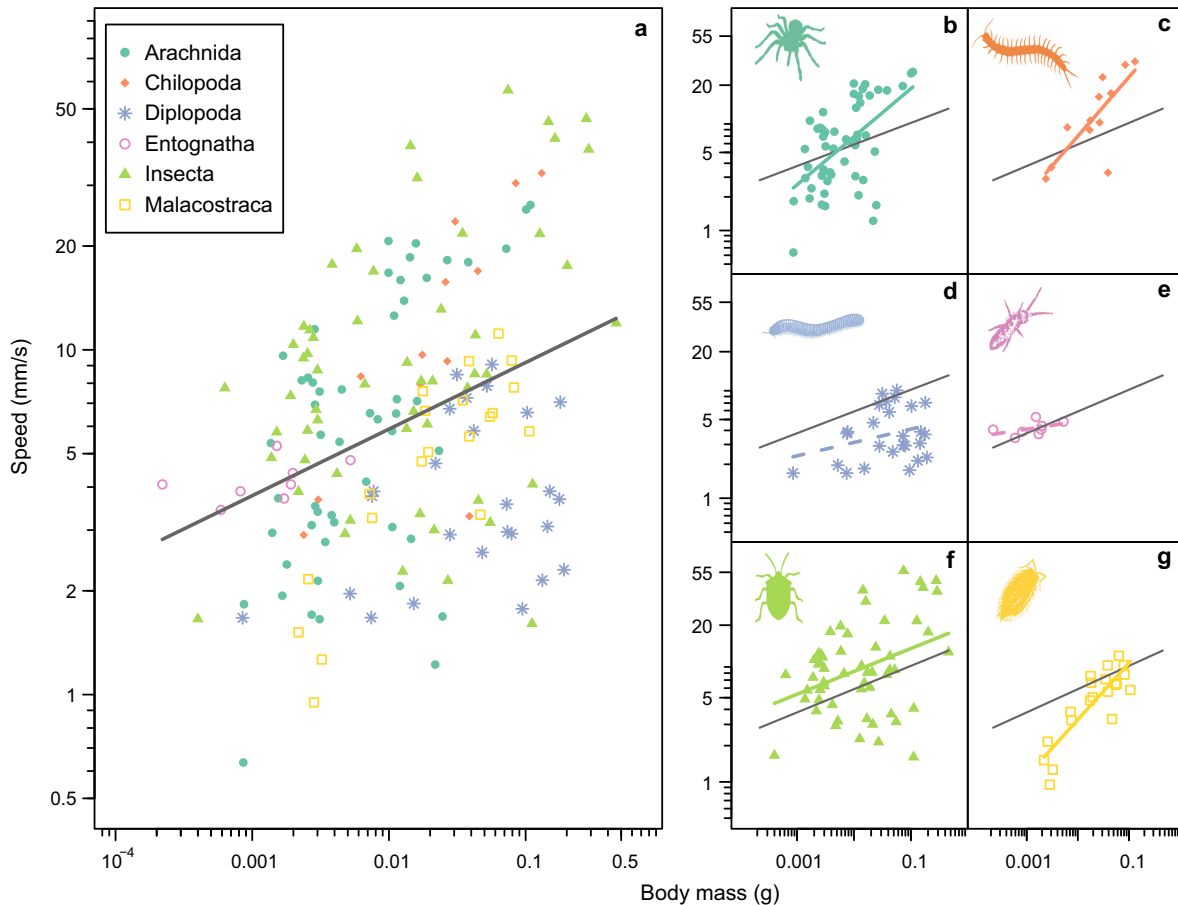 a
Arachnida
Chilopoda
Diplopoda
Entognatha
Insecta
Malacostraca
50
20
10
5
2
1
0.5
Speed (mm/s)
10⁻⁴
0.001
0.01
0.1
0.5
b
55
20
5
1
c
d
55
20
5
1
e
f
55
20
5
1
0.001
0.1
g
0.001
0.1
Body mass (g)